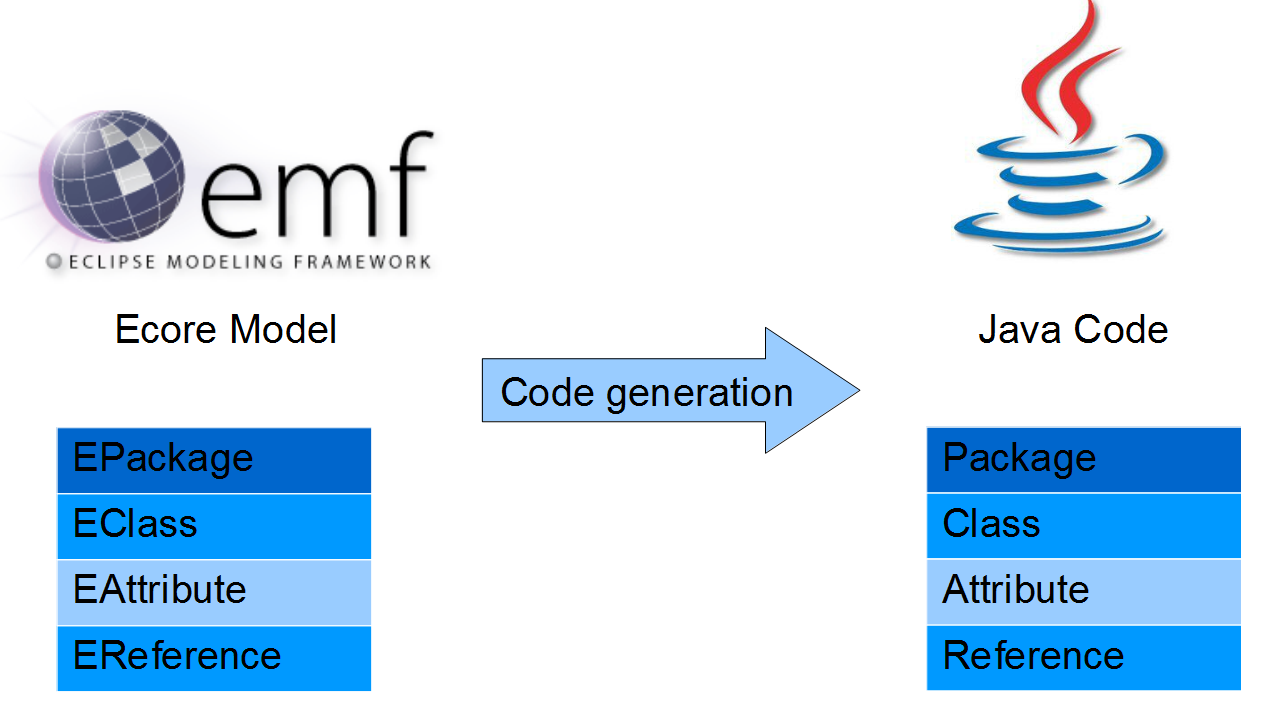 emf
ECLIPSE MODELING FRAMEWORK
Ecore Model
Java Code
Code generation
EPackage
EClass
EAttribute
EReference
Package
Class
Attribute
Reference